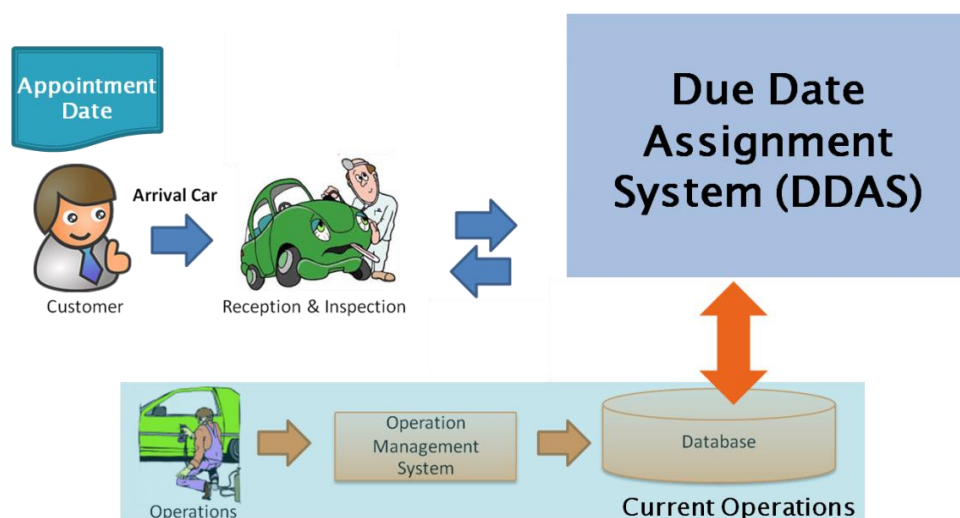 Appointment
Date
Due Date
Assignment
System (DDAS)
Arrival Car
Customer
Reception & Inspection
Operation
Management
System
Database
Operations
Current Operations